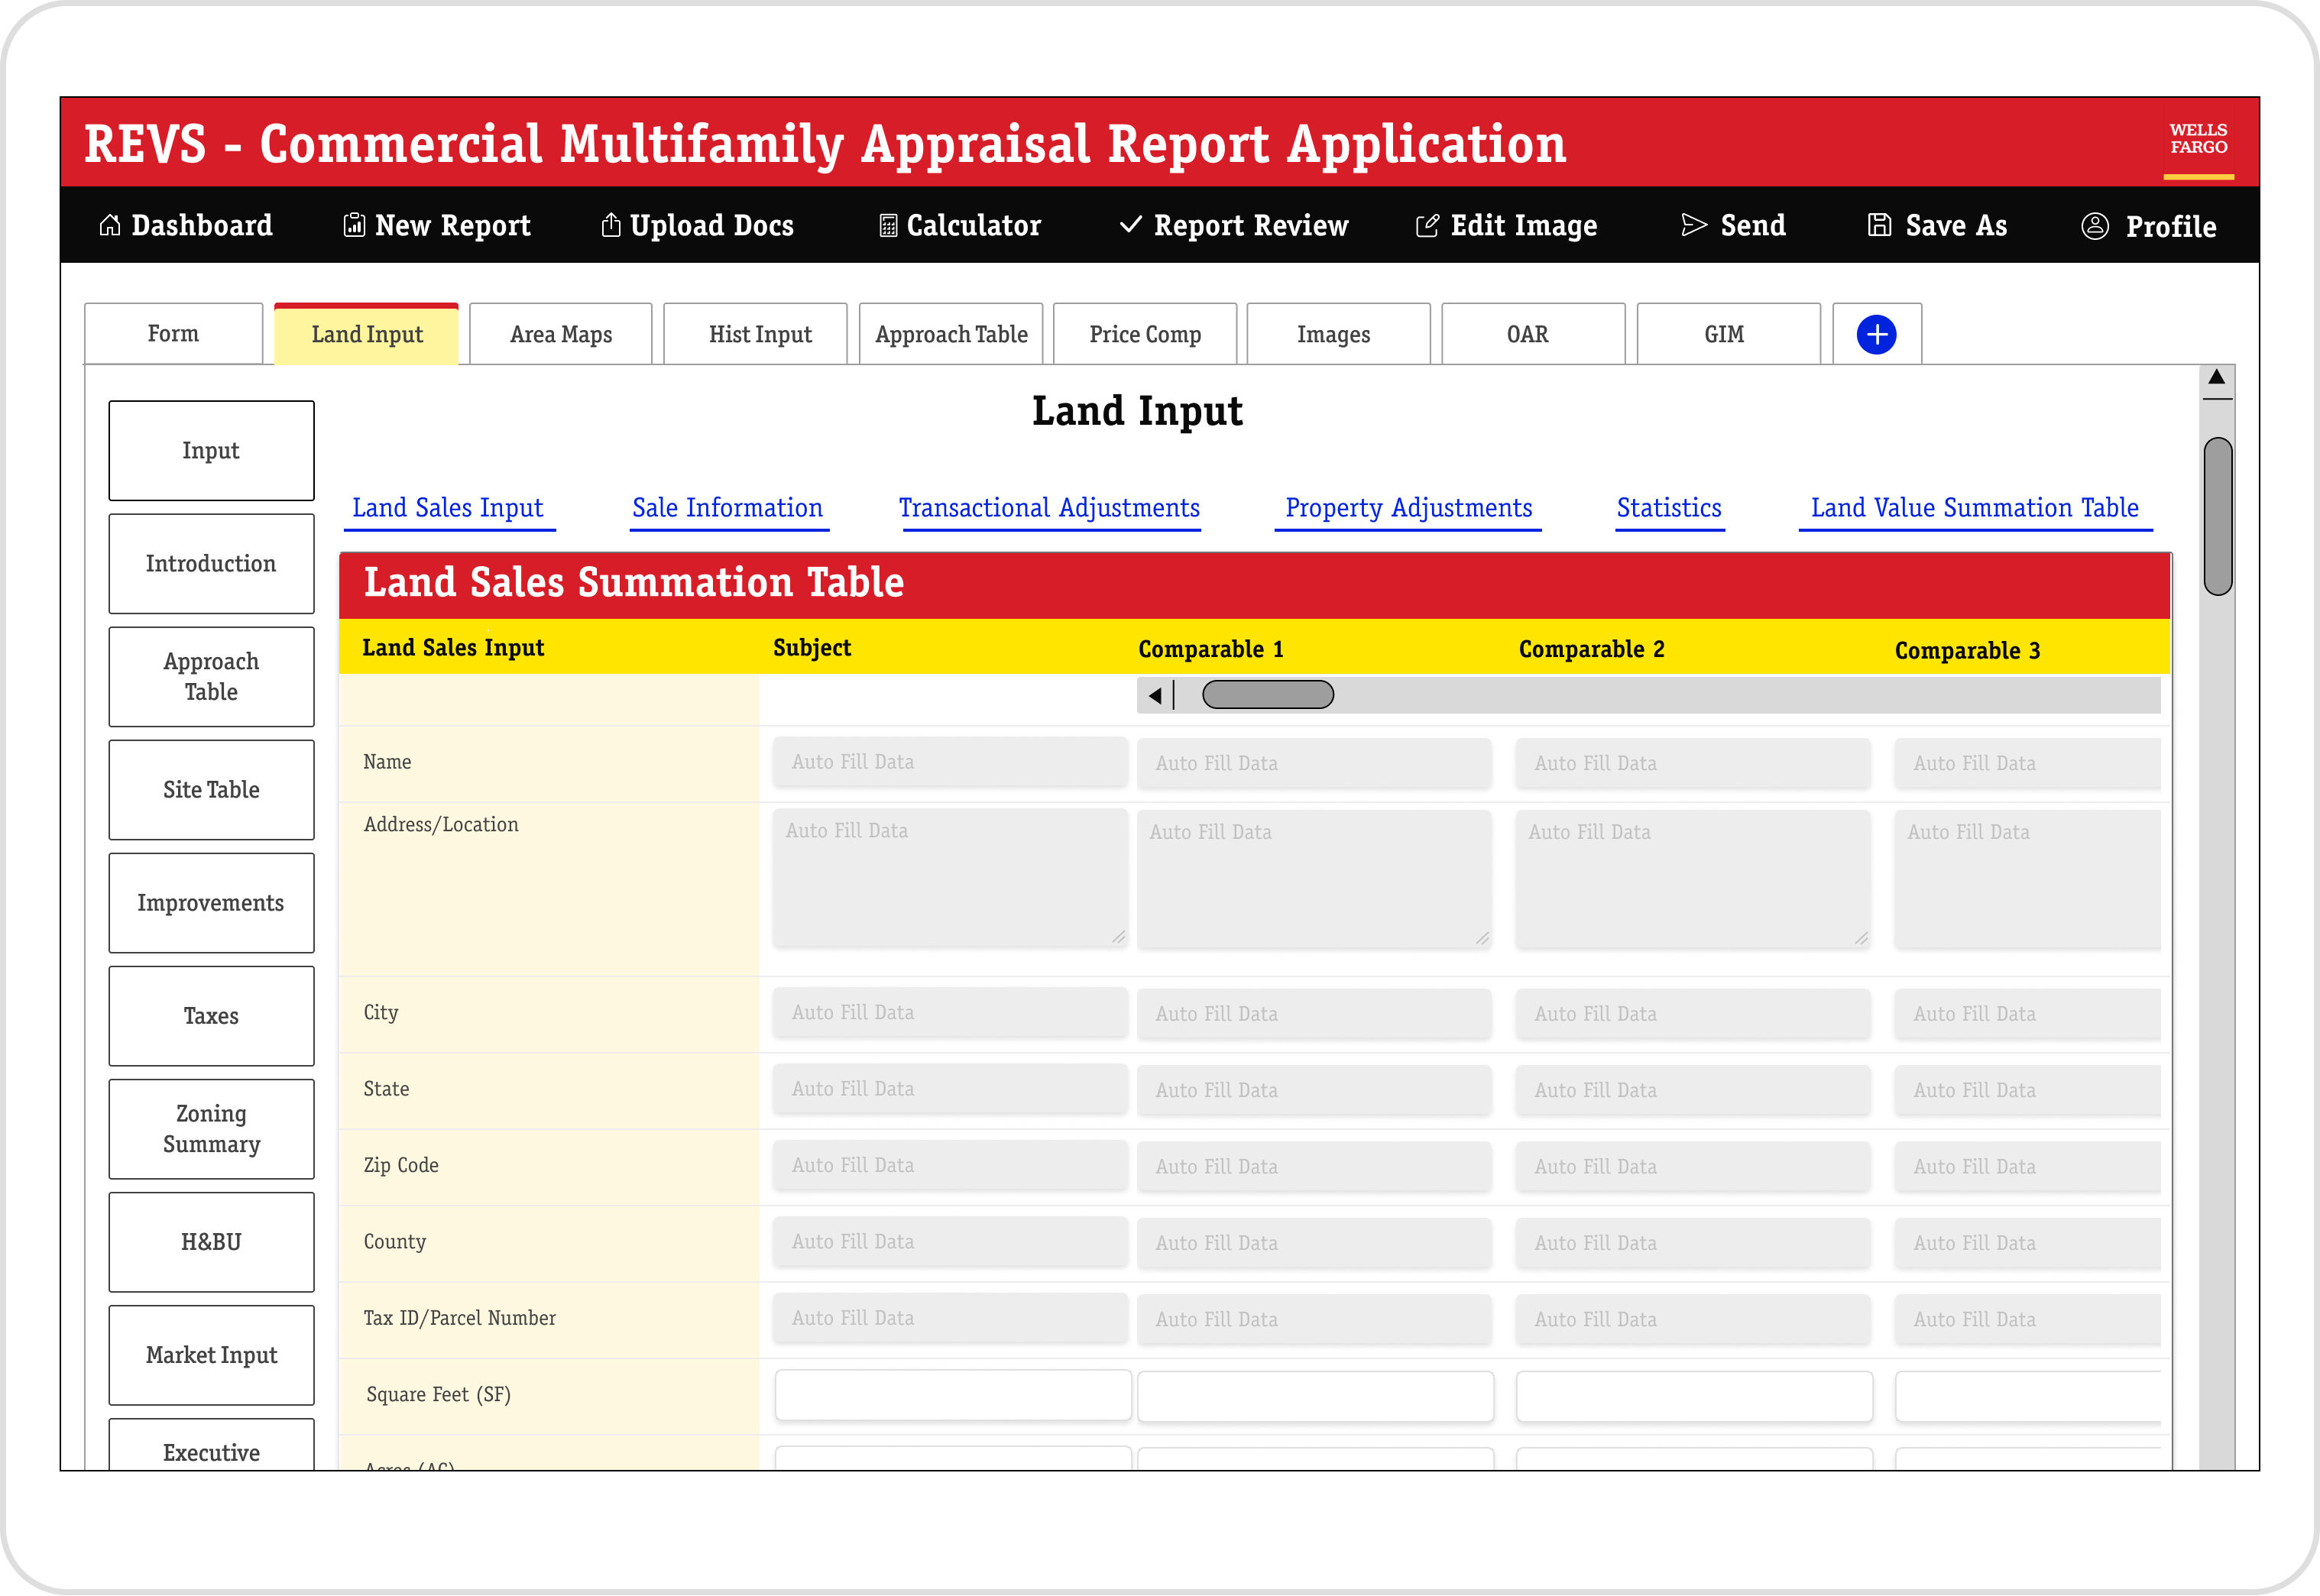 REVS - Commercial Multifamily Appraisal Report Application
WELLS
FARGO
Dashboard New Report Upload Docs Calculator Report Review Edit Image Send Save As Profile
Form Land Input Area Maps Hist Input Approach Table Price Comp Images OAR GIM
Land Input
Input
Introduction
Approach
Table
Site Table
Improvements
Taxes
Zoning
Summary
H&BU
Market Input
Executive
Land Sales Input Sale Information Transactional Adjustments Property Adjustments Statistics Land Value Summation Table
Land Sales Summation Table
Land Sales Input Subject Comparable 1 Comparable 2 Comparable 3
Name Auto Fill Data Auto Fill Data Auto Fill Data Auto Fill Data
Address/Location Auto Fill Data Auto Fill Data Auto Fill Data Auto Fill Data
City Auto Fill Data Auto Fill Data Auto Fill Data Auto Fill Data
State Auto Fill Data Auto Fill Data Auto Fill Data Auto Fill Data
Zip Code Auto Fill Data Auto Fill Data Auto Fill Data Auto Fill Data
County Auto Fill Data Auto Fill Data Auto Fill Data Auto Fill Data
Tax ID/Parcel Number Auto Fill Data Auto Fill Data Auto Fill Data Auto Fill Data
Square Feet (SF)
Acres (AC)